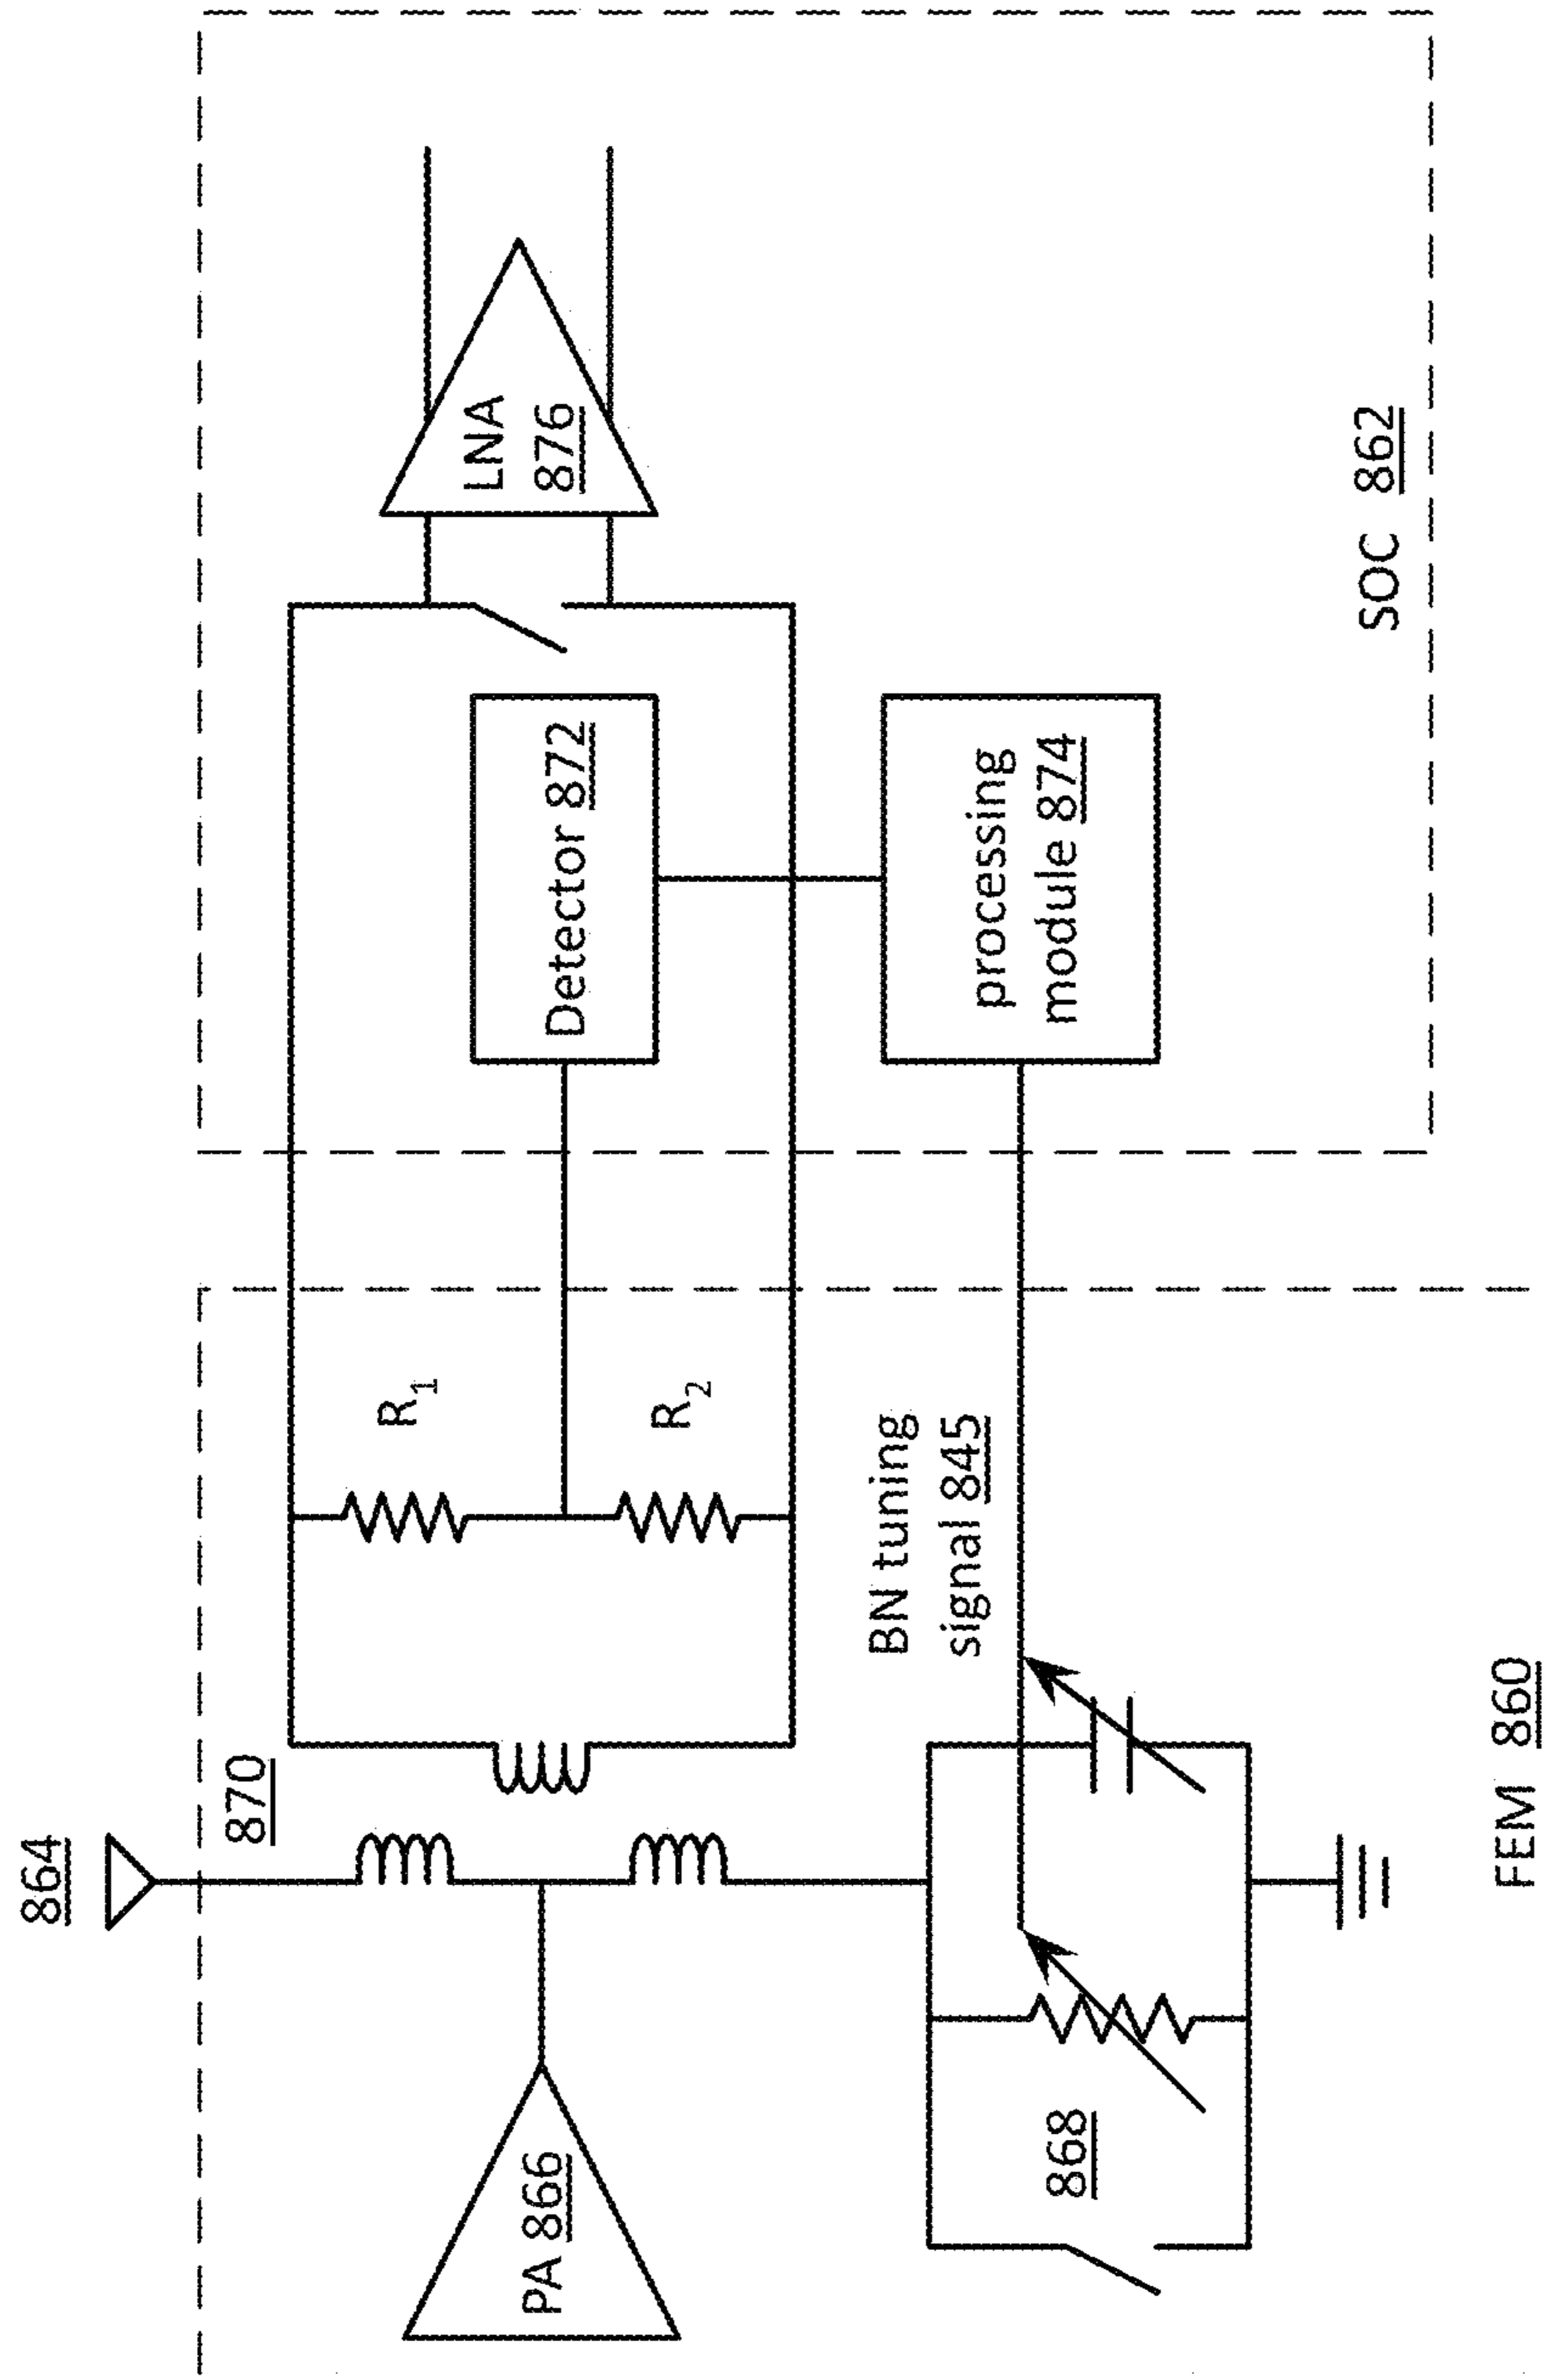 864
870
PA 866
868
FEM 860
R1
R2
BN tuning
signal 845
Detector 872
processing
module 874
LNA
876
SOC 862